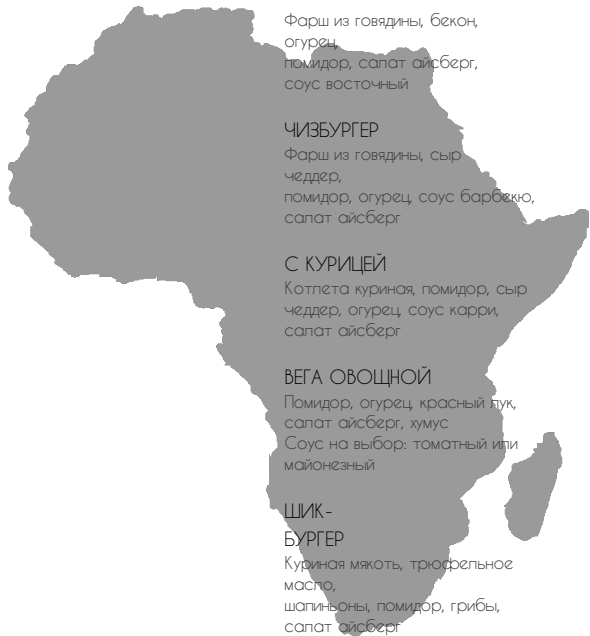 Фарш из говядины, бекон,
огурец,
помидор, салат айсберг,
соус восточный
ЧИЗБУРГЕР
Фарш из говядины, сыр
чеддер,
помидор, огурец, соус барбекю,
салат айсберг
С КУРИЦЕЙ
Котлета куриная, помидор, сыр
чеддер, огурец, соус карри,
салат айсберг
ВЕГА ОВОЩНОЙ
Помидор, огурец, красный лук,
салат айсберг, хумус
Соус на выбор: томатный или
майонезный
ШИК-
БУРГЕР
Куриная мякоть, трюфельное
масло,
шапиньоны, помидор, грибы,
салат айсберг